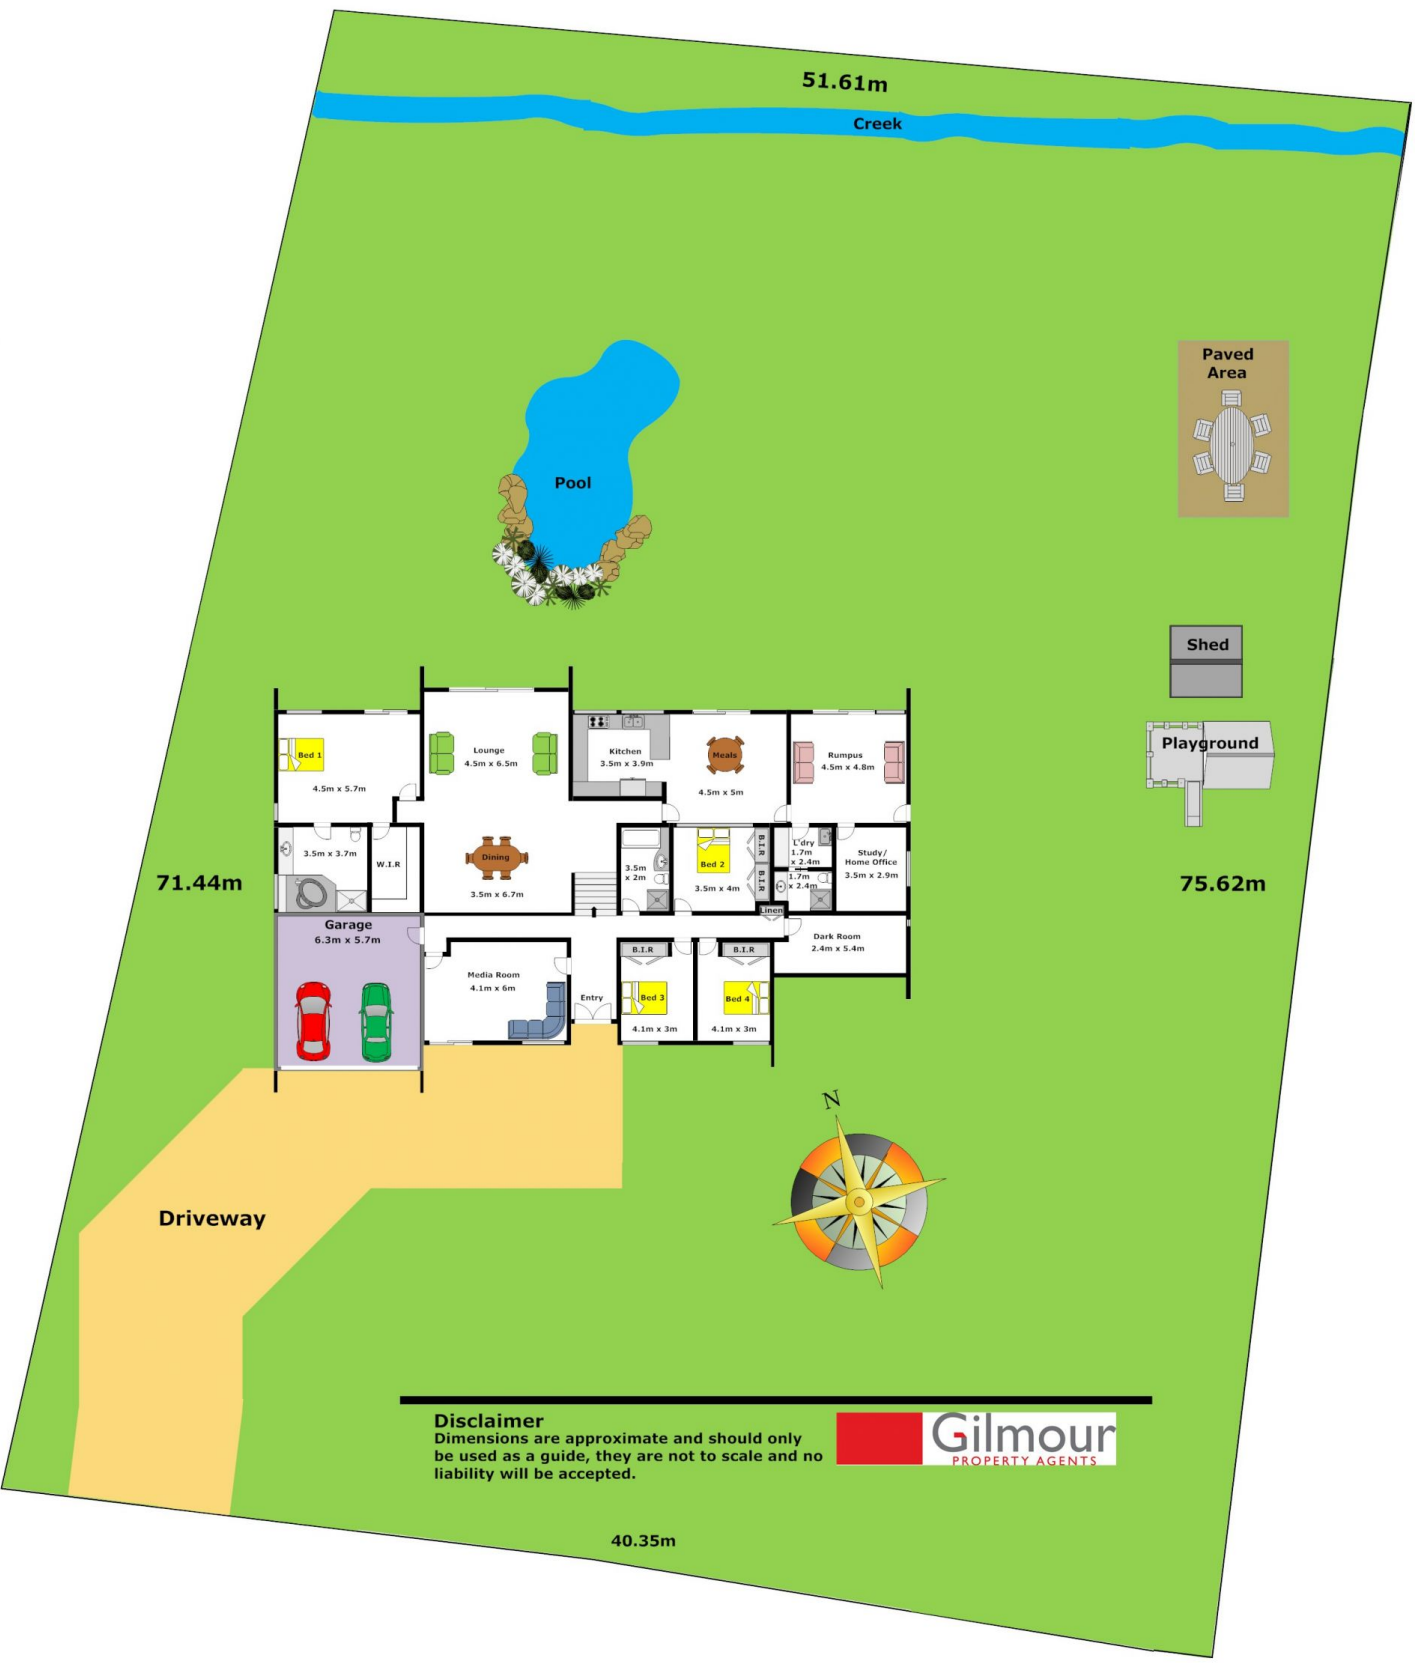 51.61m
Creek
Paved
Area
Pool
Shed
Playground
Bed 1
4.5m x 5.7m
Lounge
4.5m x 6.5m
Kitchen
3.5m x 3.9m
Meals
4.5m x 5m
Rumpus
4.5m x 4.8m
3.5m x 3.7m
W.I.R
Dining
3.5m x 6.7m
3.5m
x 2m
Bed 2
3.5m x 4m
B.I.R
B.I.R
L'dry
1.7m
x 2.4m
1.7m
x 2.4m
Study/
Home Office
3.5m x 2.9m
71.44m
75.62m
Linen
Garage
6.3m x 5.7m
Dark Room
2.4m x 5.4m
Media Room
4.1m x 6m
Entry
B.I.R
Bed 3
4.1m x 3m
B.I.R
Bed 4
4.1m x 3m
N
Driveway
Disclaimer
Dimensions are approximate and should only
be used as a guide, they are not to scale and no
liability will be accepted.
Gilmour
PROPERTY AGENTS
40.35m